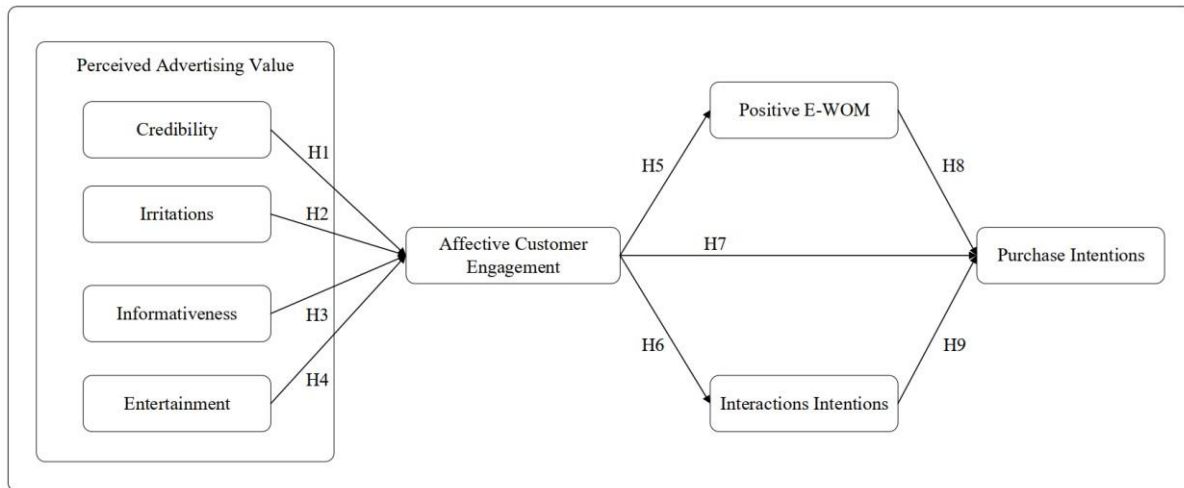 Perceived Advertising Value
Credibility
Irritations
Informativeness
Entertainment
H1
H2
H3
H4
Affective Customer
Engagement
H5
H7
H6
Positive E-WOM
Interactions Intentions
H8
H9
Purchase Intentions